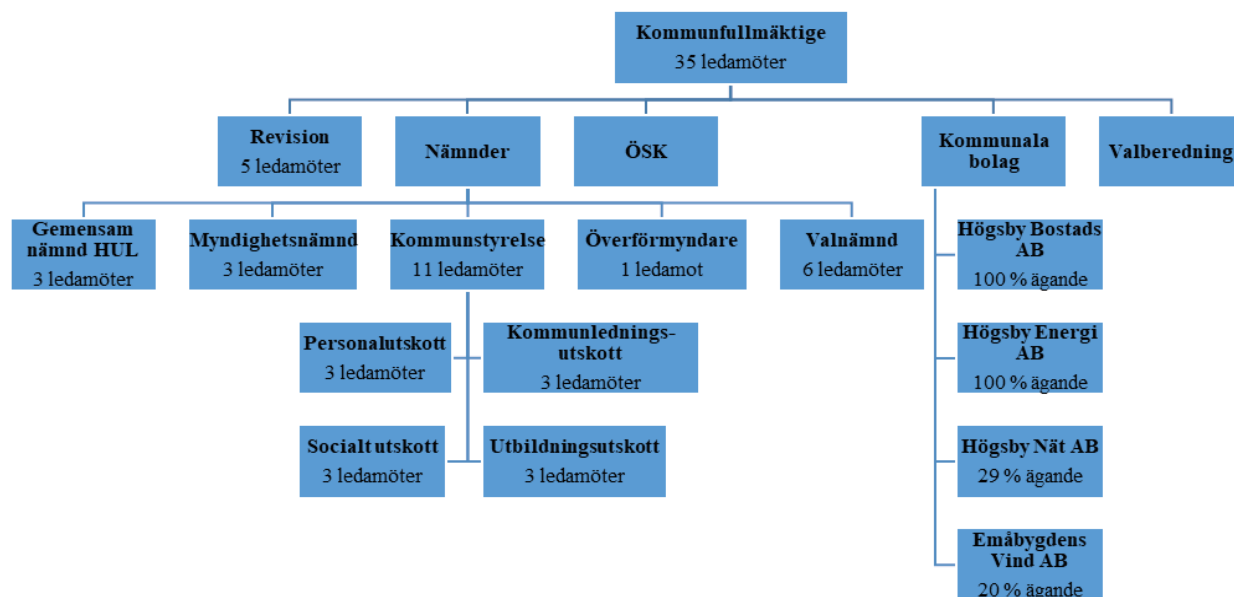 Kommunfullmäktige
35 ledamöter
Revision
5 ledamöter
Nämnder
ÖSK
Kommunala
bolag
Valberedning
Gemensam
nämnd HUL
3 ledamöter
Myndighetsnämnd
3 ledamöter
Kommunstyrelse
11 ledamöter
Överförmyndare
1 ledamot
Valnämnd
6 ledamöter
Högsby Bostads
AB
100 % ägande
Personalutskott
3 ledamöter
Kommunlednings-
utskott
3 ledamöter
Högsby Energi
AB
100 % ägande
Socialt utskott
3 ledamöter
Utbildningsutskott
3 ledamöter
Högsby Nät AB
29 % ägande
Emåbygdens
Vind AB
20 % ägande